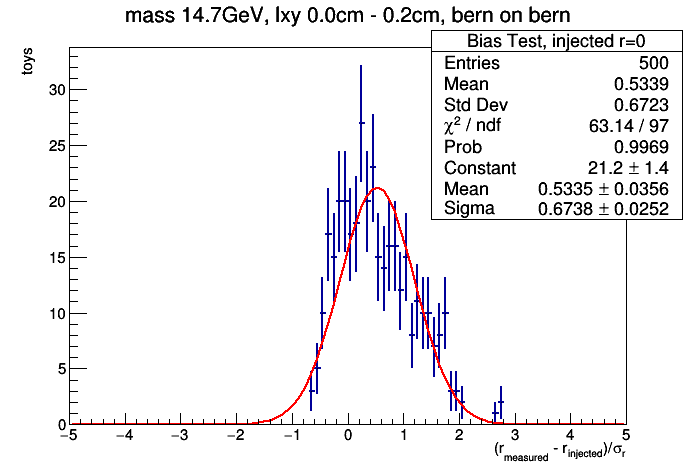 mass 14.7GeV, lxy 0.0cm - 0.2cm, bern on bern
Bias Test, injected r=0
Entries 500
Mean 0.5339
Std Dev 0.6723
χ² / ndf 63.14 / 97
Prob 0.9969
Constant 21.2 ± 1.4
Mean 0.5335 ± 0.0356
Sigma 0.6738 ± 0.0252
toys
30
25
20
15
10
5
0
−5 −4 −3 −2 −1 0 1 2 3 4 5
(r_measured - r_injected)/σ_r